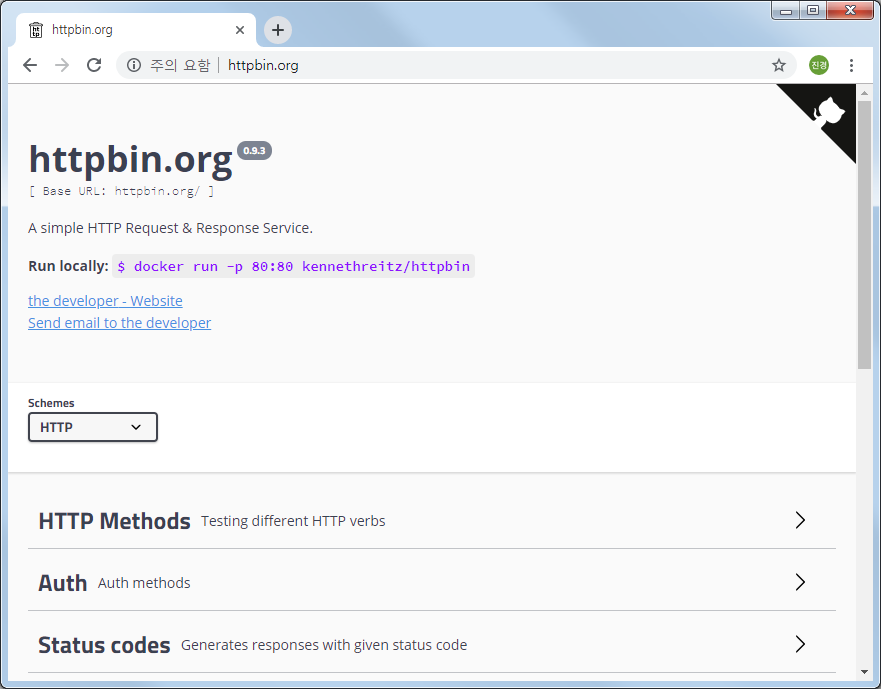 httpbin.org
주의 요함 | httpbin.org
진경
httpbin.org 0.9.3
[ Base URL: httpbin.org/ ]
A simple HTTP Request & Response Service.
Run locally: $ docker run -p 80:80 kennethreitz/httpbin
the developer - Website
Send email to the developer
Schemes
HTTP
HTTP Methods Testing different HTTP verbs
Auth Auth methods
Status codes Generates responses with given status code